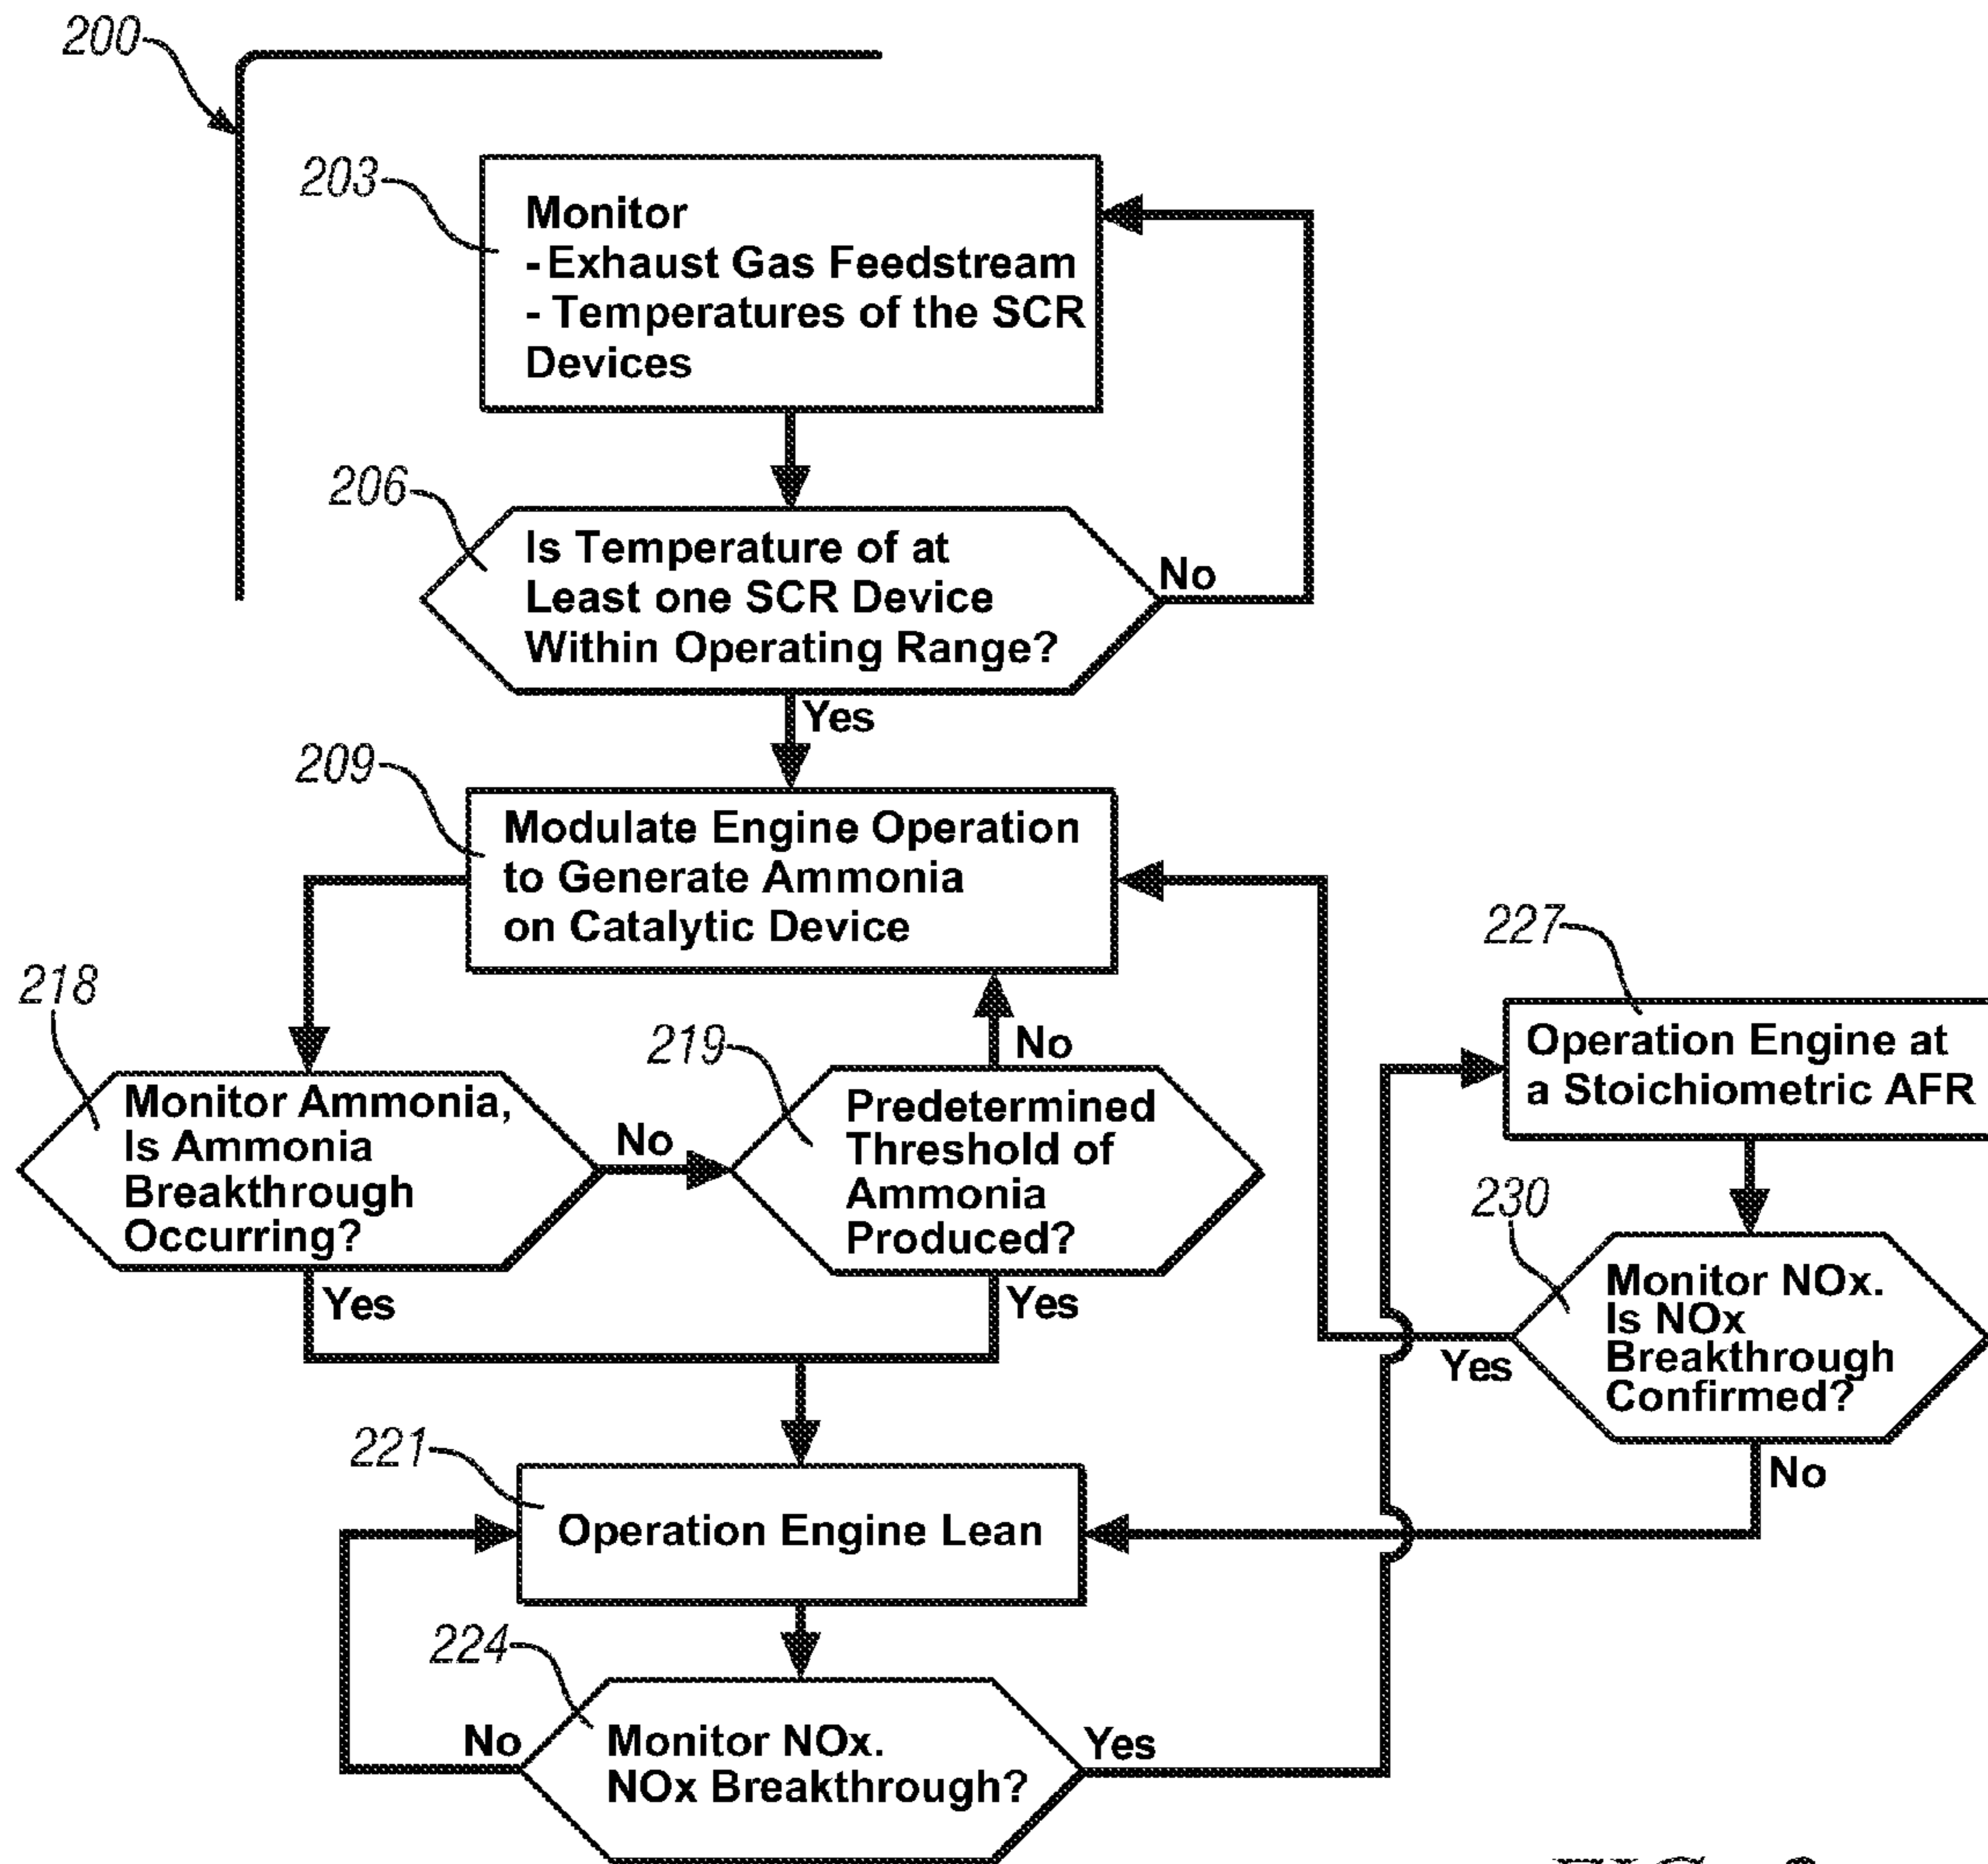 200
203
Monitor
- Exhaust Gas Feedstream
- Temperatures of the SCR
Devices
206
Is Temperature of at
Least one SCR Device
Within Operating Range?
No
Yes
209
Modulate Engine Operation
to Generate Ammonia
on Catalytic Device
218
Monitor Ammonia,
Is Ammonia
Breakthrough
Occurring?
No
Yes
219
Predetermined
Threshold of
Ammonia
Produced?
No
Yes
227
Operation Engine at
a Stoichiometric AFR
230
Monitor NOx.
Is NOx
Breakthrough
Confirmed?
Yes
No
221
Operation Engine Lean
224
Monitor NOx.
NOx Breakthrough?
No
Yes